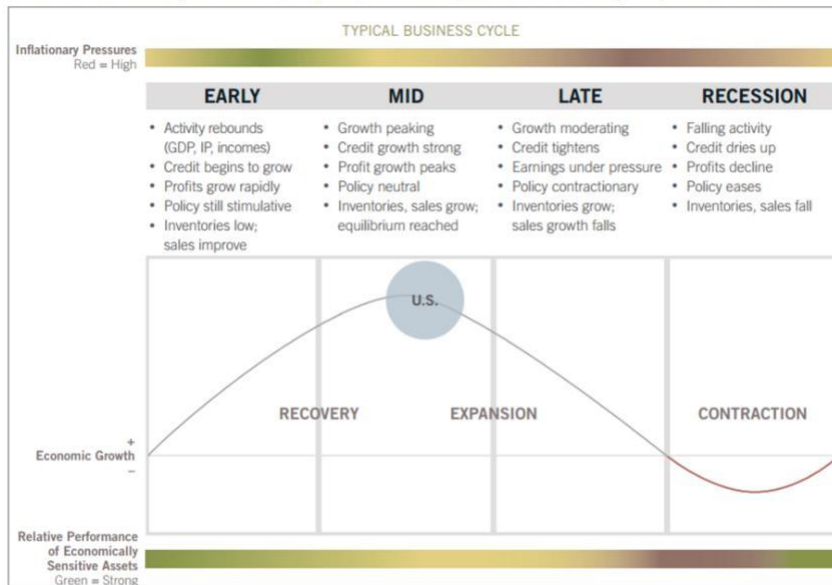 TYPICAL BUSINESS CYCLE
Inflationary Pressures
Red = High
EARLY
• Activity rebounds
(GDP, IP, incomes)
• Credit begins to grow
• Profits grow rapidly
• Policy still stimulative
• Inventories low;
sales improve
MID
• Growth peaking
• Credit growth strong
• Profit growth peaks
• Policy neutral
• Inventories, sales grow;
equilibrium reached
LATE
• Growth moderating
• Credit tightens
• Earnings under pressure
• Policy contractionary
• Inventories grow;
sales growth falls
RECESSION
• Falling activity
• Credit dries up
• Profits decline
• Policy eases
• Inventories, sales fall
U.S.
RECOVERY
EXPANSION
CONTRACTION
+
Economic Growth
–
Relative Performance
of Economically
Sensitive Assets
Green = Strong